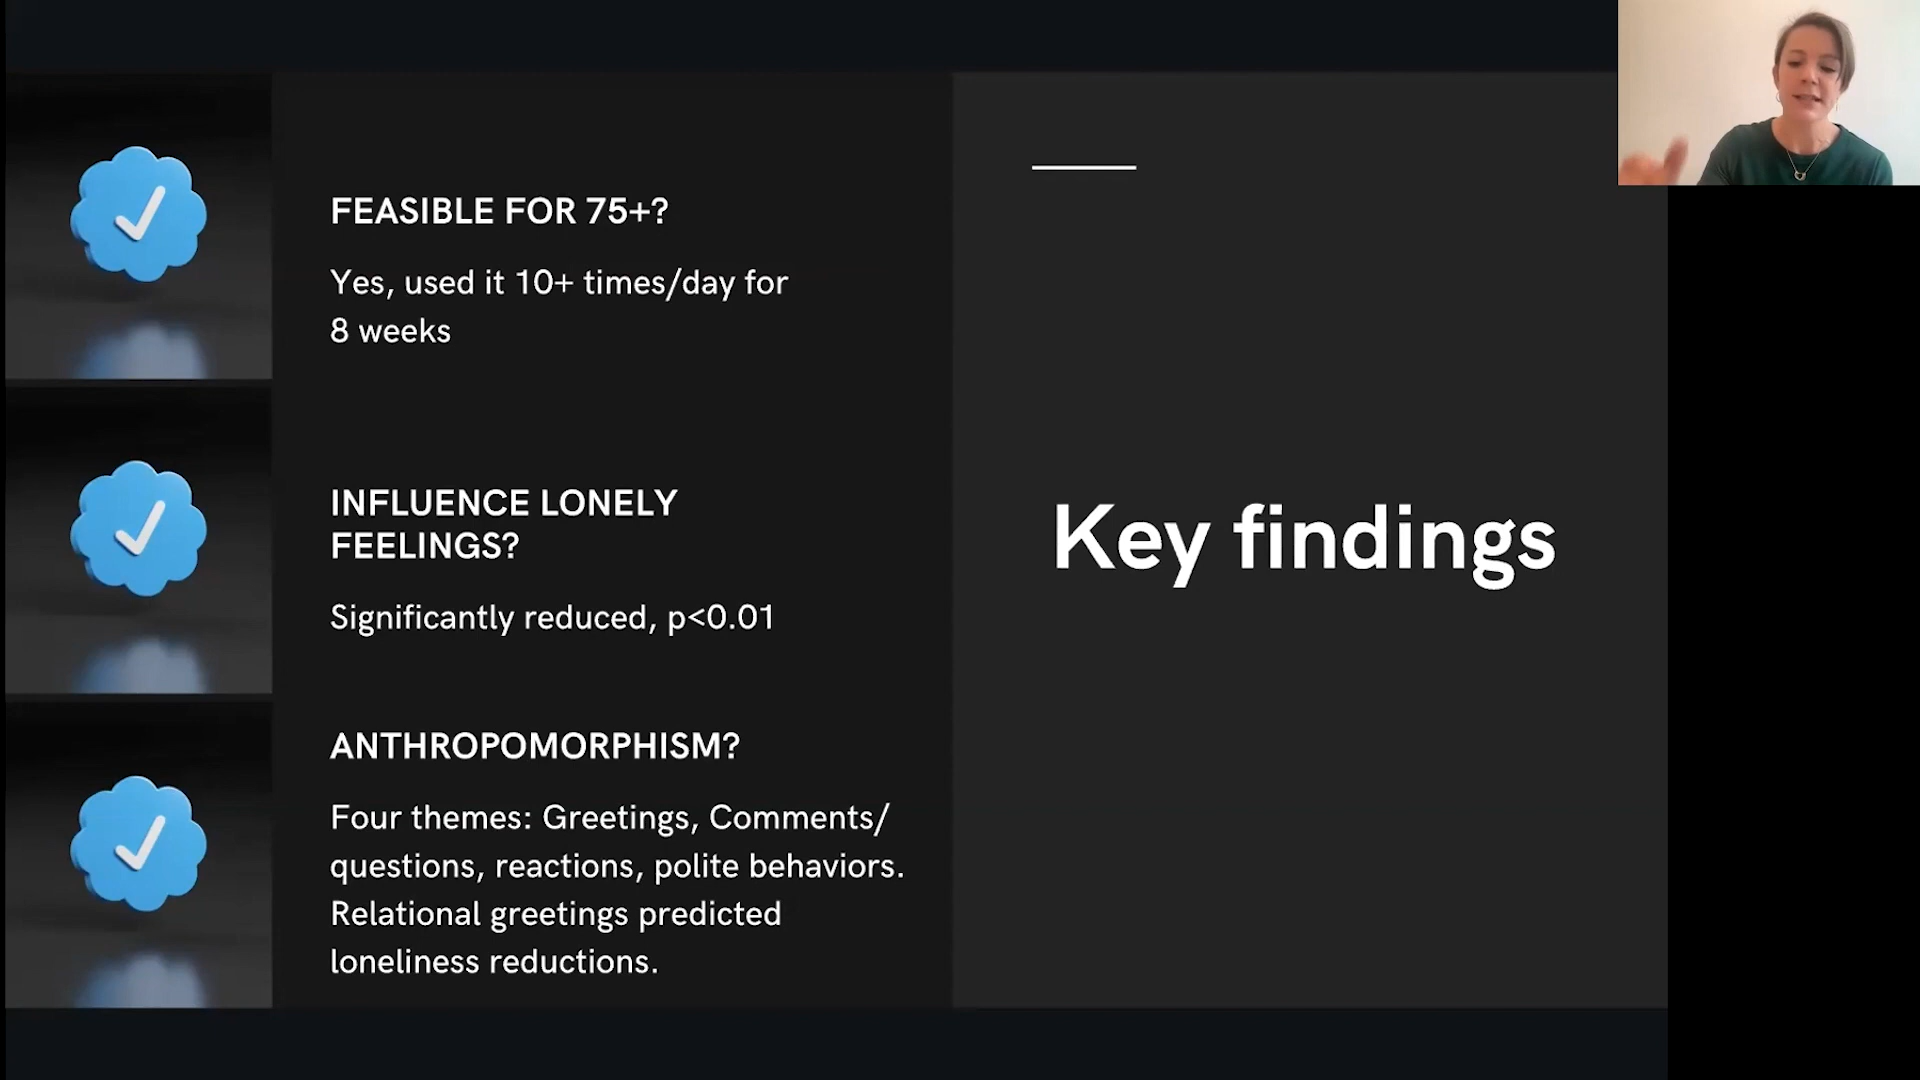 FEASIBLE FOR 75+?
Yes, used it 10+ times/day for
8 weeks
INFLUENCE LONELY
FEELINGS?
Significantly reduced, p<0.01
ANTHROPOMORPHISM?
Four themes: Greetings, Comments/
questions, reactions, polite behaviors.
Relational greetings predicted
loneliness reductions.
Key findings